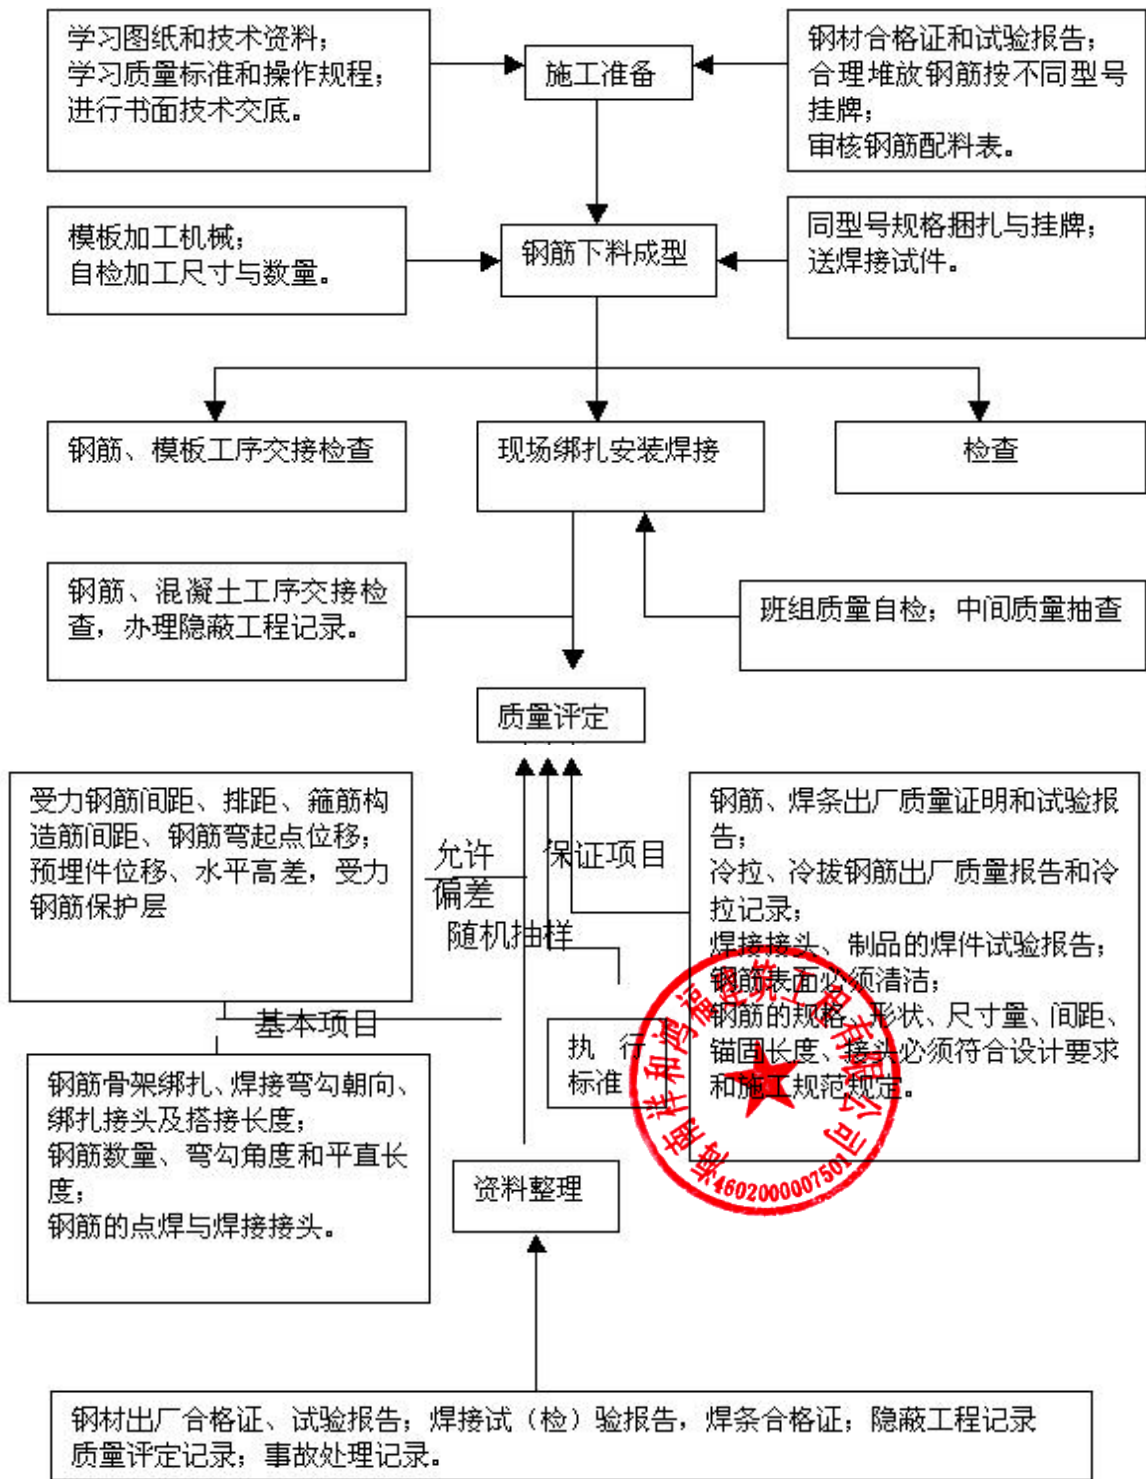 学习图纸和技术资料；
学习质量标准和操作规程；
进行书面技术交底。
施工准备
钢材合格证和试验报告；
合理堆放钢筋按不同型号
挂牌；
审核钢筋配料表。
模板加工机械；
自检加工尺寸与数量。
钢筋下料成型
同型号规格捆扎与挂牌；
送焊接试件。
钢筋、模板工序交接检查
现场绑扎安装焊接
检查
钢筋、混凝土工序交接检
查，办理隐蔽工程记录。
班组质量自检；中间质量抽查
质量评定
受力钢筋间距、排距、箍筋构
造筋间距、钢筋弯起点位移；
预埋件位移、水平高差，受力
钢筋保护层
允许
偏差
保证项目
随机抽样
钢筋、焊条出厂质量证明和试验报
告；
冷拉、冷拔钢筋出厂质量报告和冷
拉记录；
焊接接头、制品的焊件试验报告；
钢筋表面必须清洁；
钢筋的规格、形状、尺寸量、间距、
锚固长度、接头必须符合设计要求
和施工规范规定。
基本项目
执 行
标准
钢筋骨架绑扎、焊接弯勾朝向、
绑扎接头及搭接长度；
钢筋数量、弯勾角度和平直长
度；
钢筋的点焊与焊接接头。
资料整理
海南祥和鸿福建筑工程有限公司
4602000007501
钢材出厂合格证、试验报告；焊接试（检）验报告，焊条合格证；隐蔽工程记录
质量评定记录；事故处理记录。